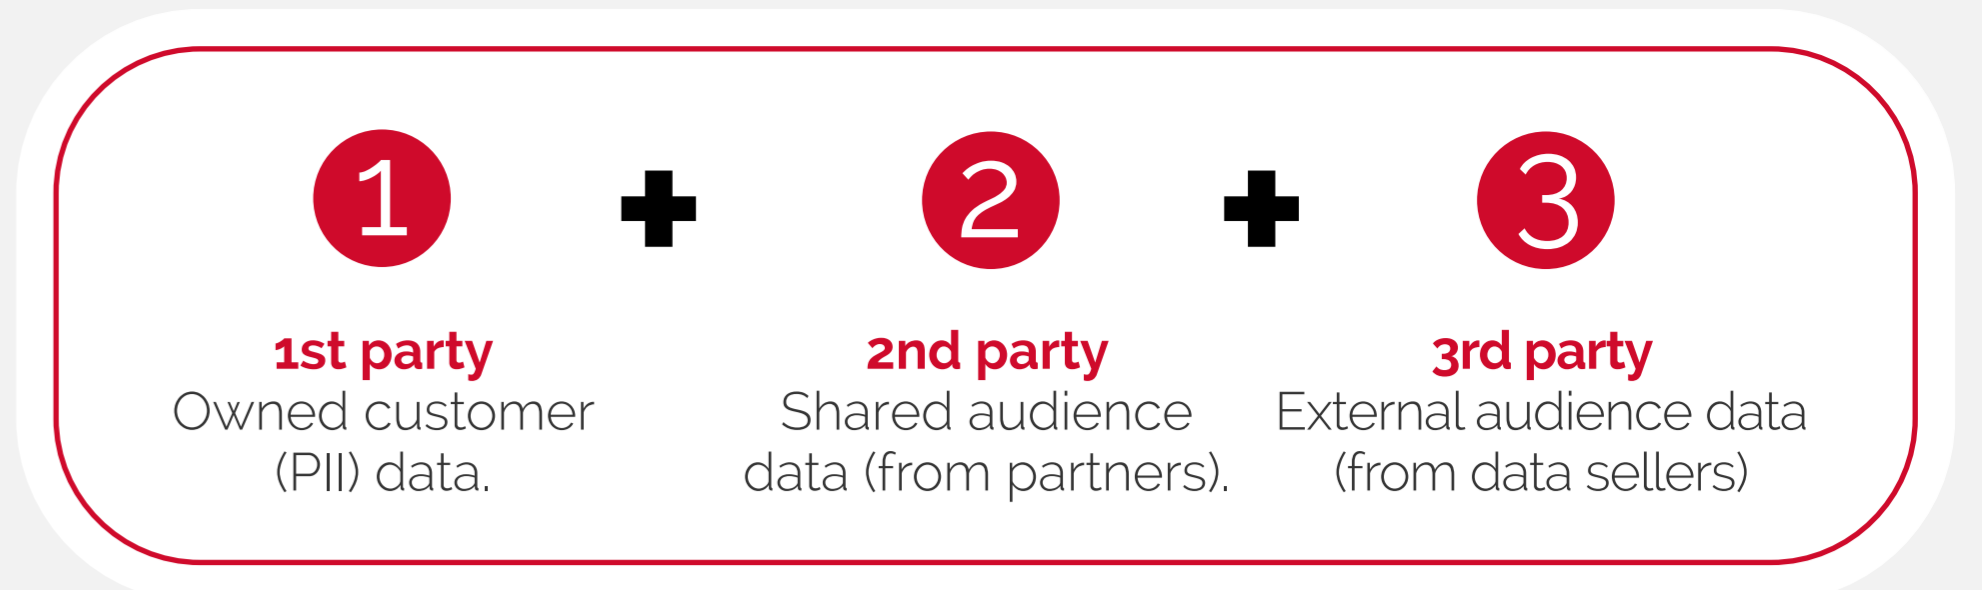 1
2
3
1st party
Owned customer
(PII) data.
2nd party
Shared audience
data (from partners).
3rd party
External audience data
(from data sellers)